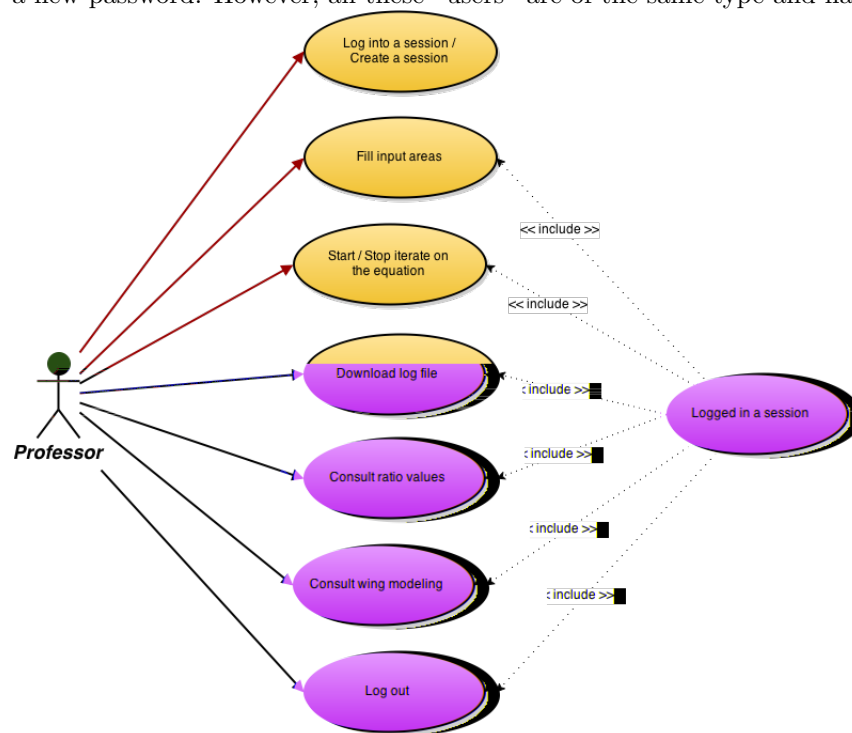 a new password. However, all these "users" are of the same type and ha
Log into a session /
Create a session
Fill input areas
<< include >>
Start / Stop iterate on
the equation
<< include >>
Download log file
include >>
Logged in a session
Consult ratio values
< include >>
Professor
< include >>
Consult wing modeling
< include >>
Log out